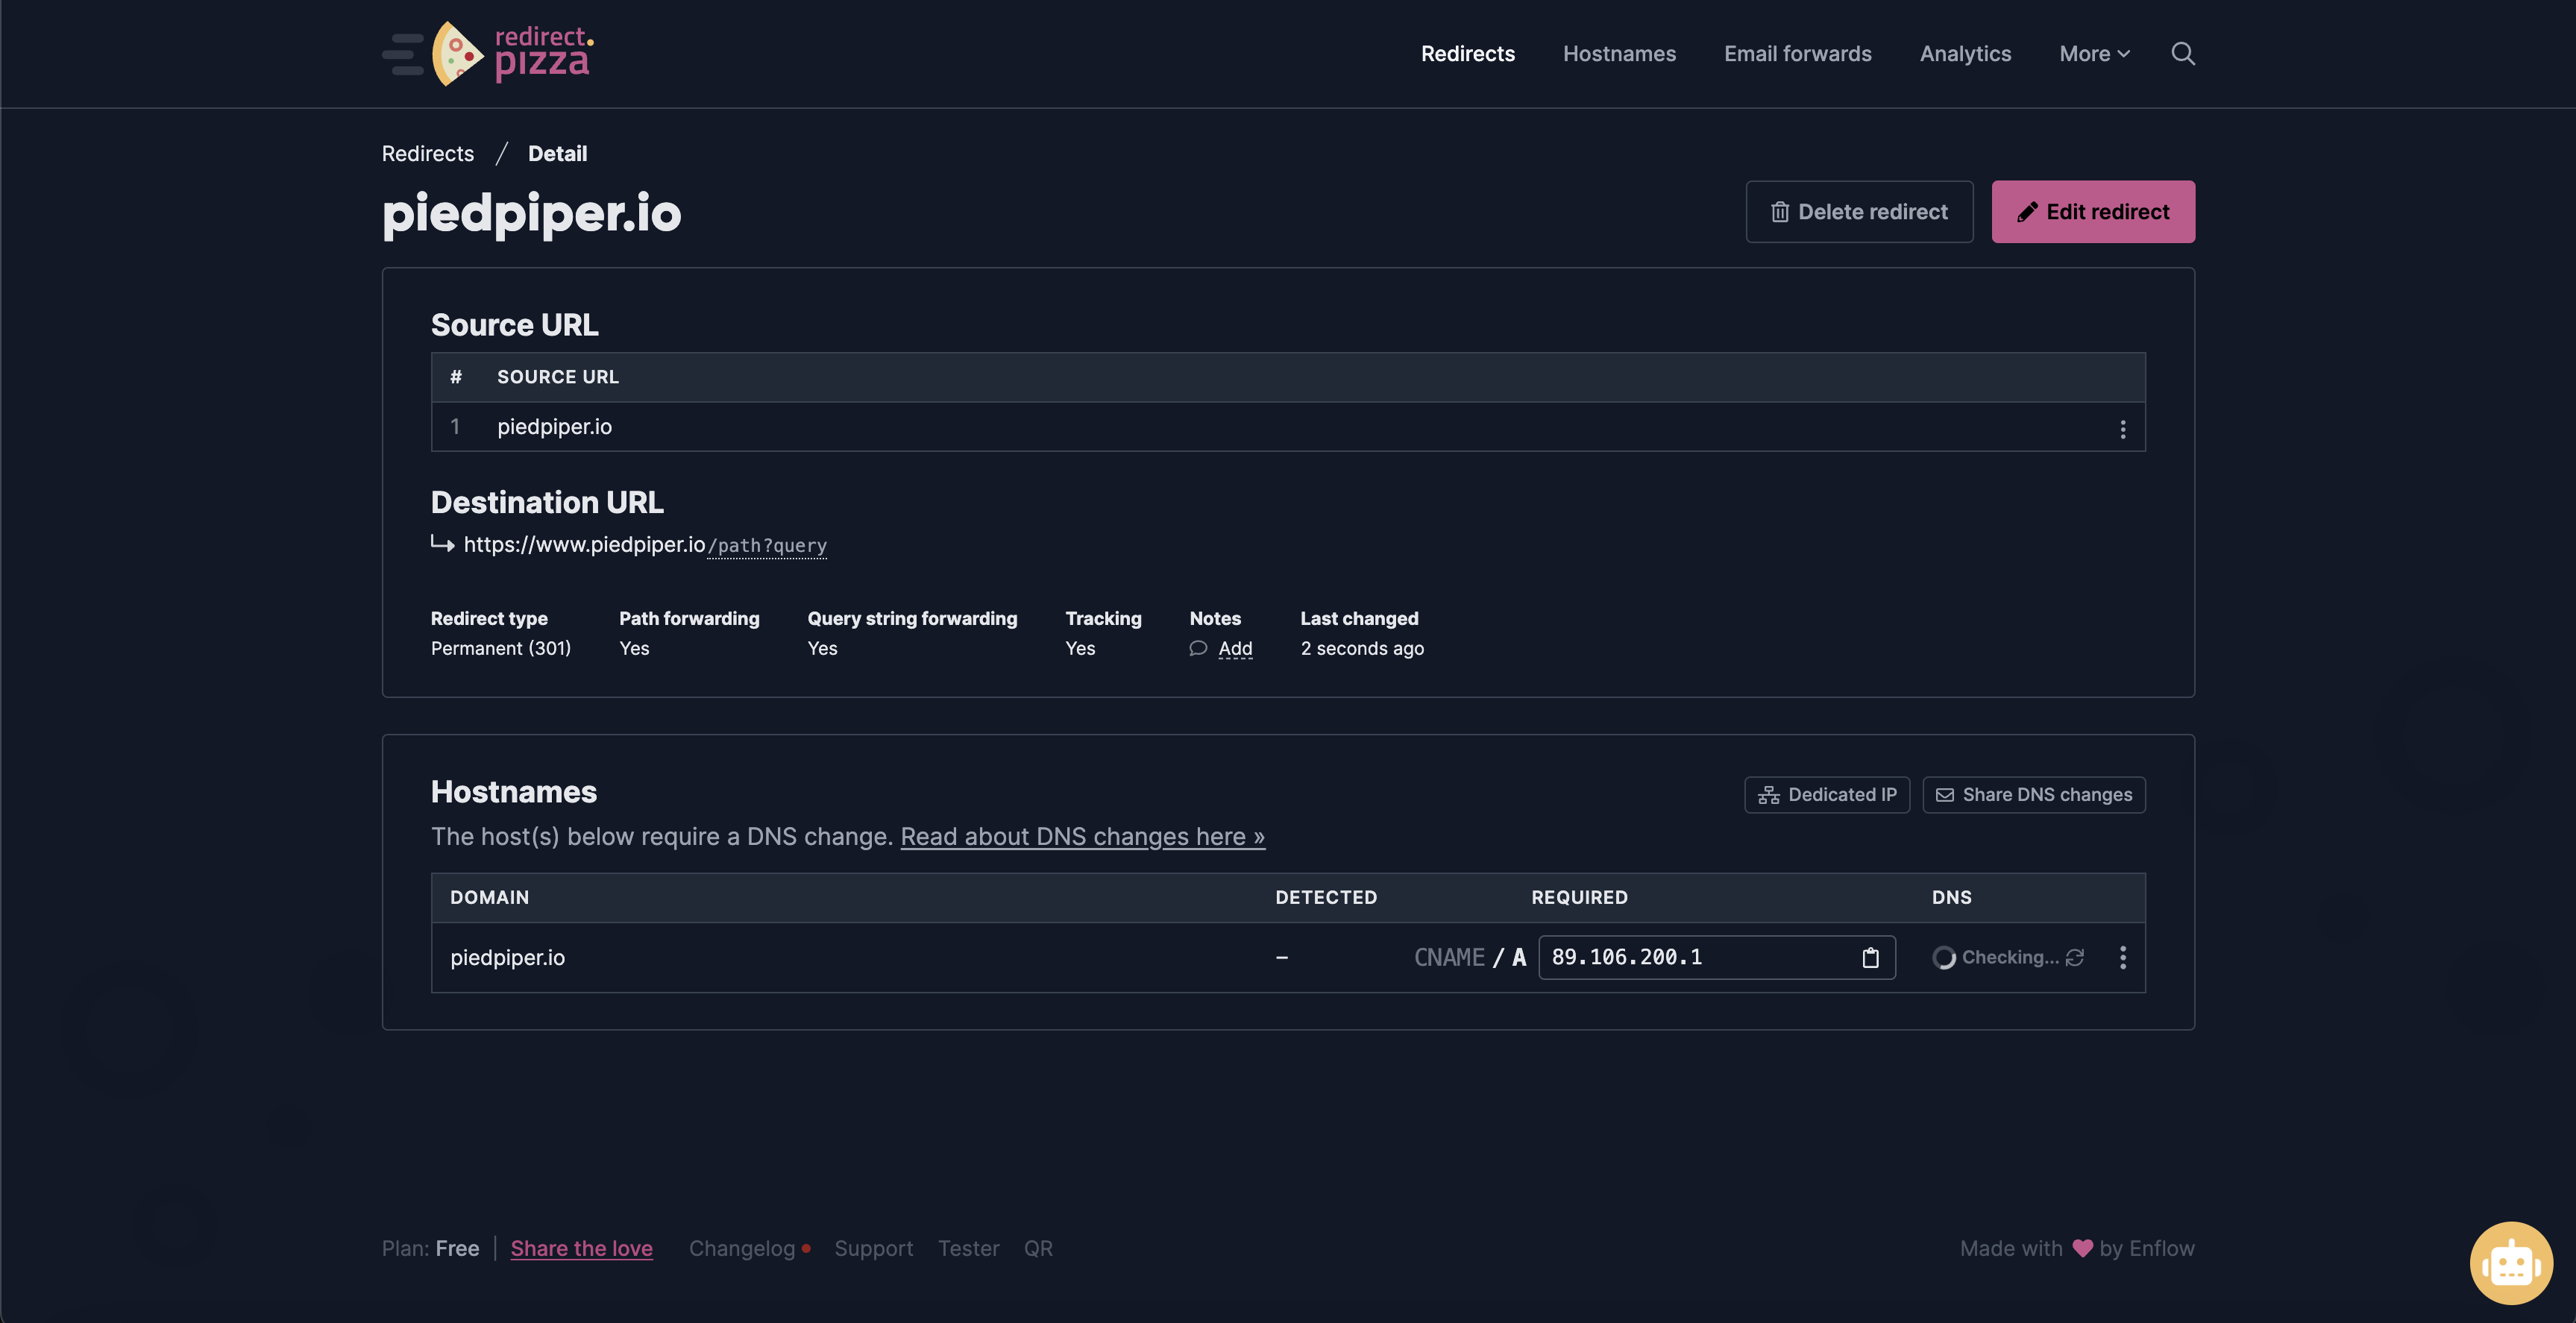 redirect.
pizza
Redirects Hostnames Email forwards Analytics More
Redirects / Detail
piedpiper.io
Delete redirect Edit redirect
Source URL
# SOURCE URL
1 piedpiper.io
Destination URL
https://www.piedpiper.io/path?query
Redirect type Path forwarding Query string forwarding Tracking Notes Last changed
Permanent (301) Yes Yes Yes Add 2 seconds ago
Hostnames
Dedicated IP Share DNS changes
The host(s) below require a DNS change. Read about DNS changes here »
DOMAIN DETECTED REQUIRED DNS
piedpiper.io – CNAME / A 89.106.200.1 Checking...
Plan: Free | Share the love Changelog Support Tester QR Made with ♥ by Enflow